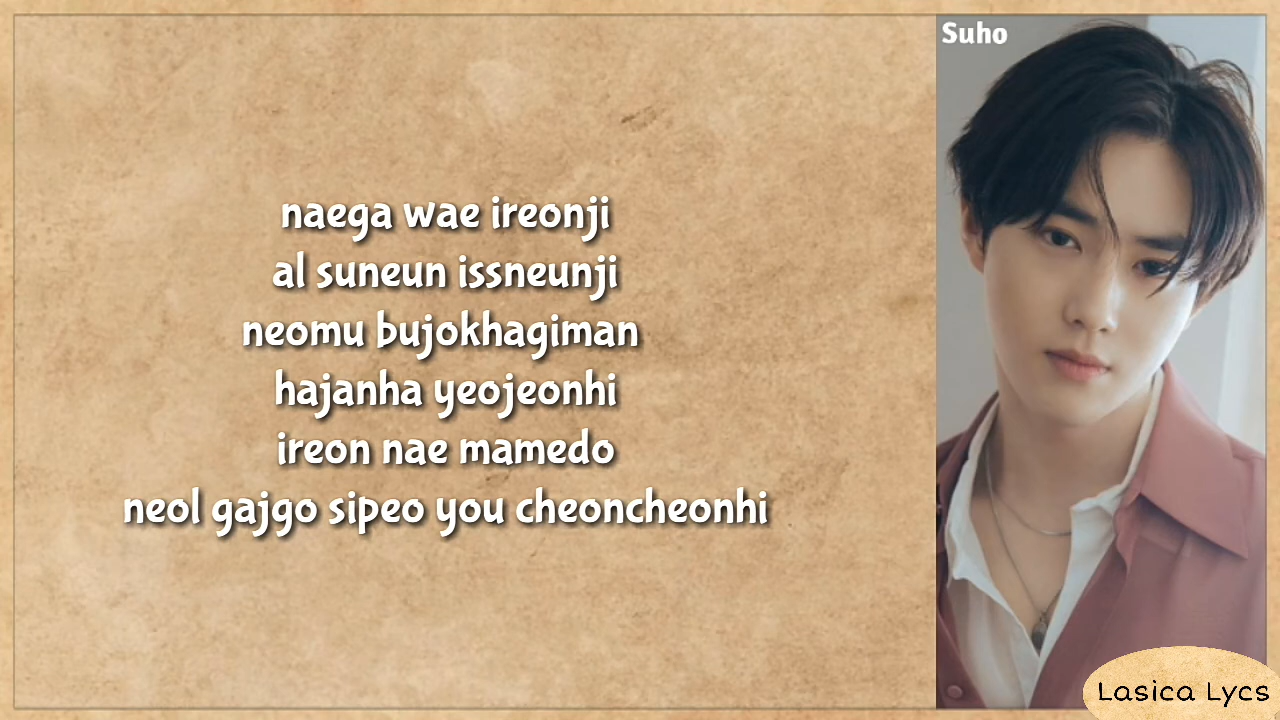 Suho
naega wae ireonji
al suneun issneunji
neomu bujokhagiman
hajanha yeojeonhi
ireon nae mamedo
neol gajgo sipeo you cheoncheonhi
Lasica Lycs